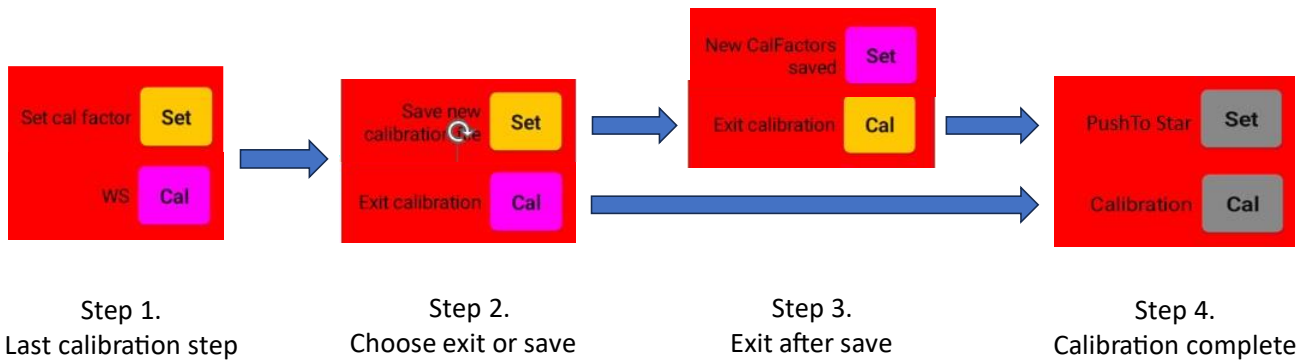 Set cal factor Set
WS Cal
Save new
calibration
Set
Exit calibration Cal
New CalFactors
saved
Set
Exit calibration Cal
PushTo Star Set
Calibration Cal
Step 1.
Last calibration step
Step 2.
Choose exit or save
Step 3.
Exit after save
Step 4.
Calibration complete